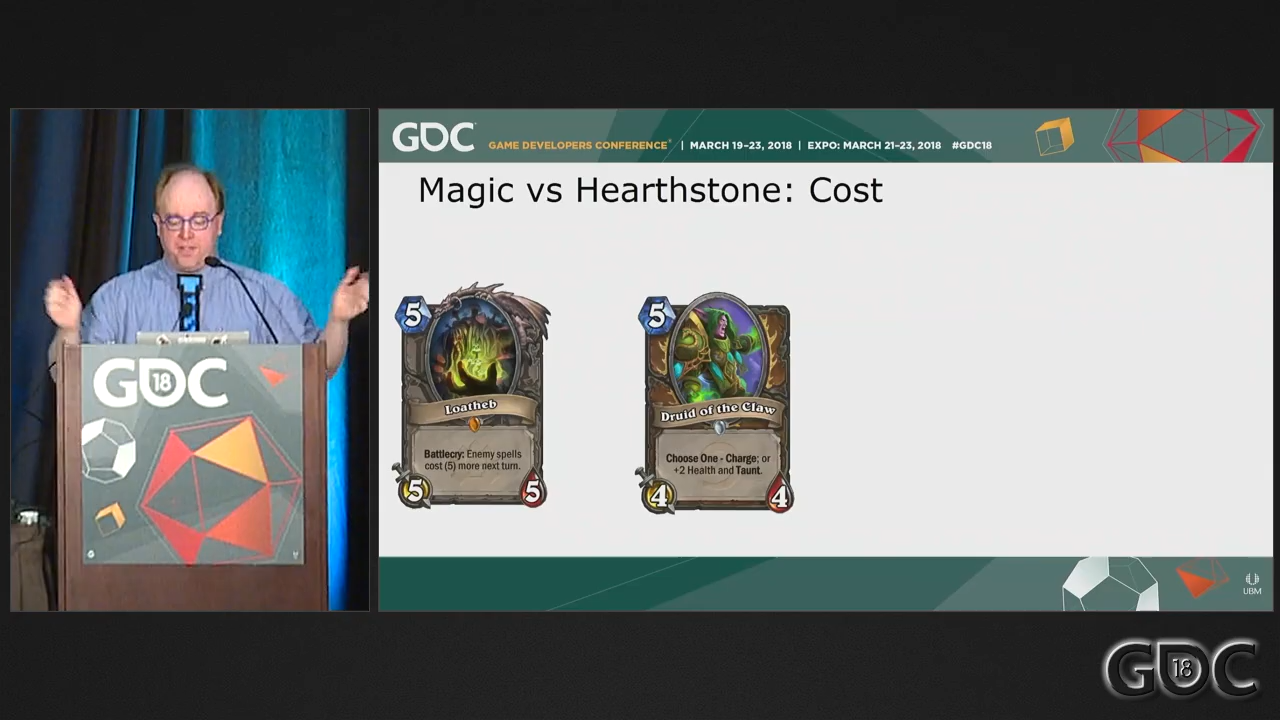 GDC GAME DEVELOPERS CONFERENCE | MARCH 19–23, 2018 | EXPO: MARCH 21–23, 2018 #GDC18
Magic vs Hearthstone: Cost
5
Loatheb
Battlecry: Enemy spells
cost (5) more next turn.
5 5
5
Druid of the Claw
Choose One - Charge; or
+2 Health and Taunt.
4 4
GDC
18
UBM
GDC
18